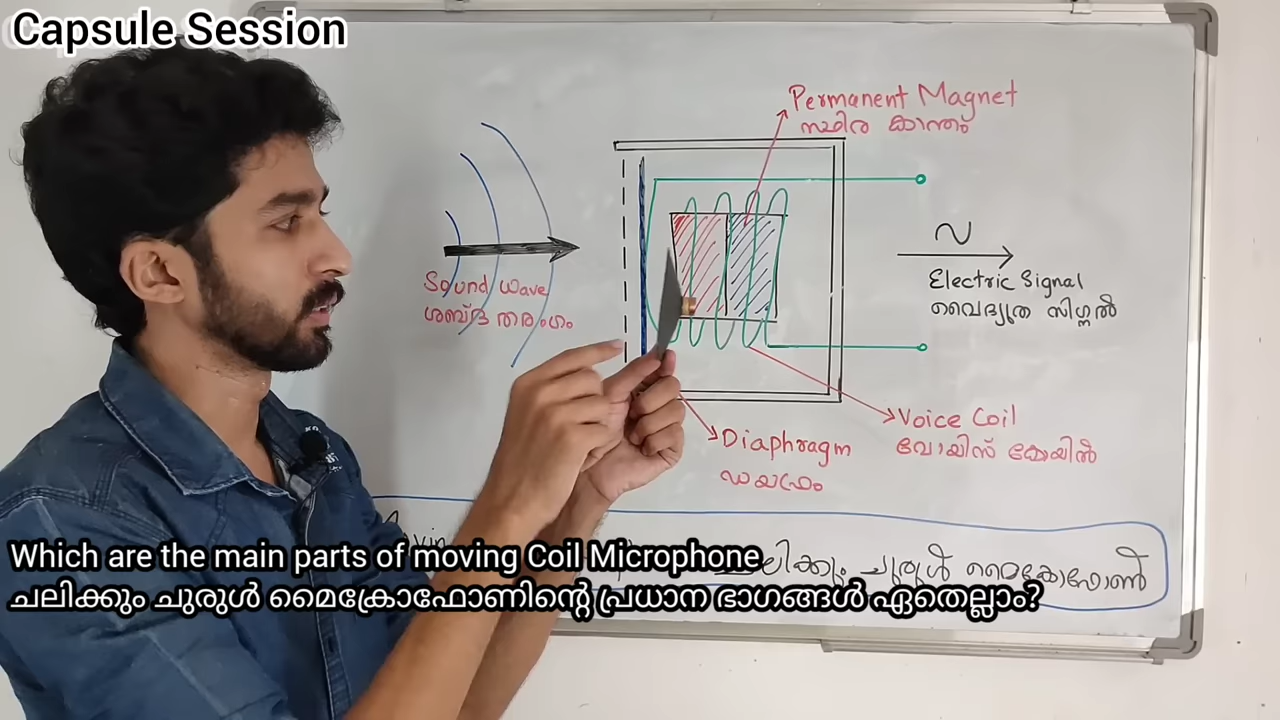 Capsule Session
Permanent Magnet
സ്ഥിര കാന്തം
Sound Wave
ശബ്ദ തരംഗം
Electric Signal
വൈദ്യുത സിഗ്നൽ
Voice Coil
വോയിസ് കോയിൽ
Diaphragm
ഡയഫ്രം
ചുരുൾ മൈക്രോഫോൺ
Which are the main parts of moving Coil Microphone
ചലിക്കും ചുരുൾ മൈക്രോഫോണിന്റെ പ്രധാന ഭാഗങ്ങൾ ഏതെല്ലാം?